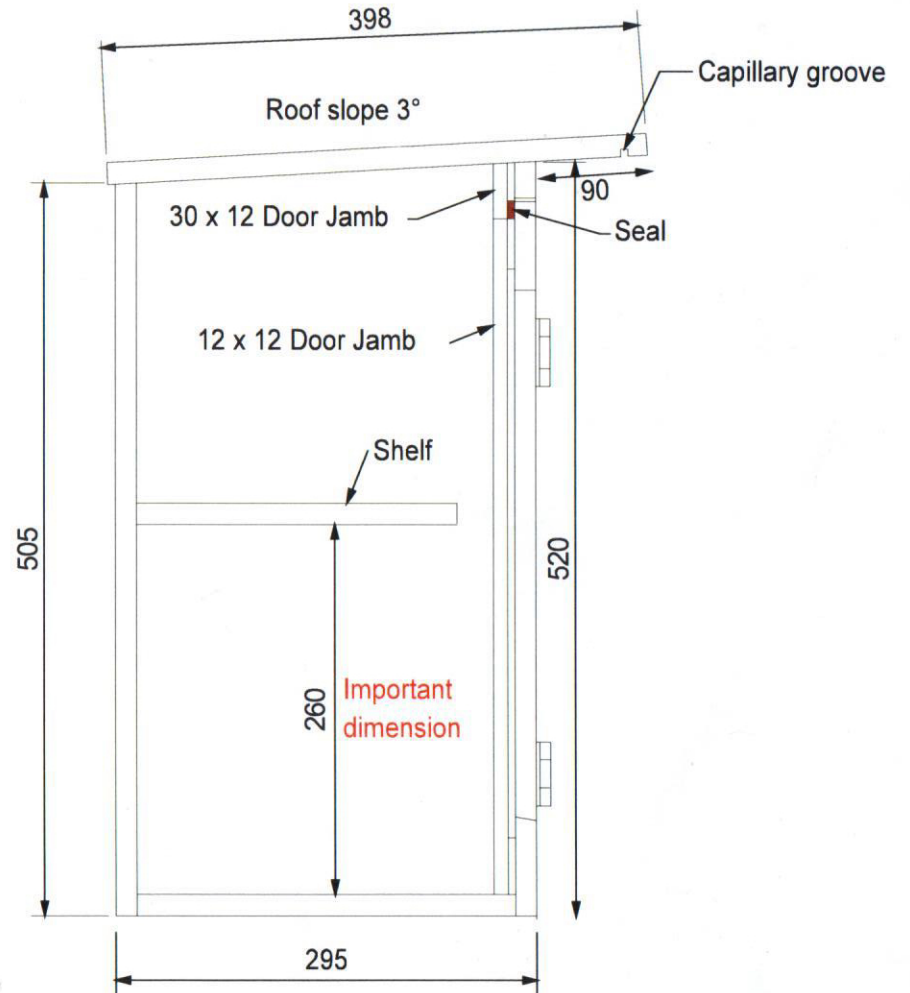 398
Capillary groove
Roof slope 3°
90
30 x 12 Door Jamb
Seal
12 x 12 Door Jamb
Shelf
505
520
260
Important
dimension
295